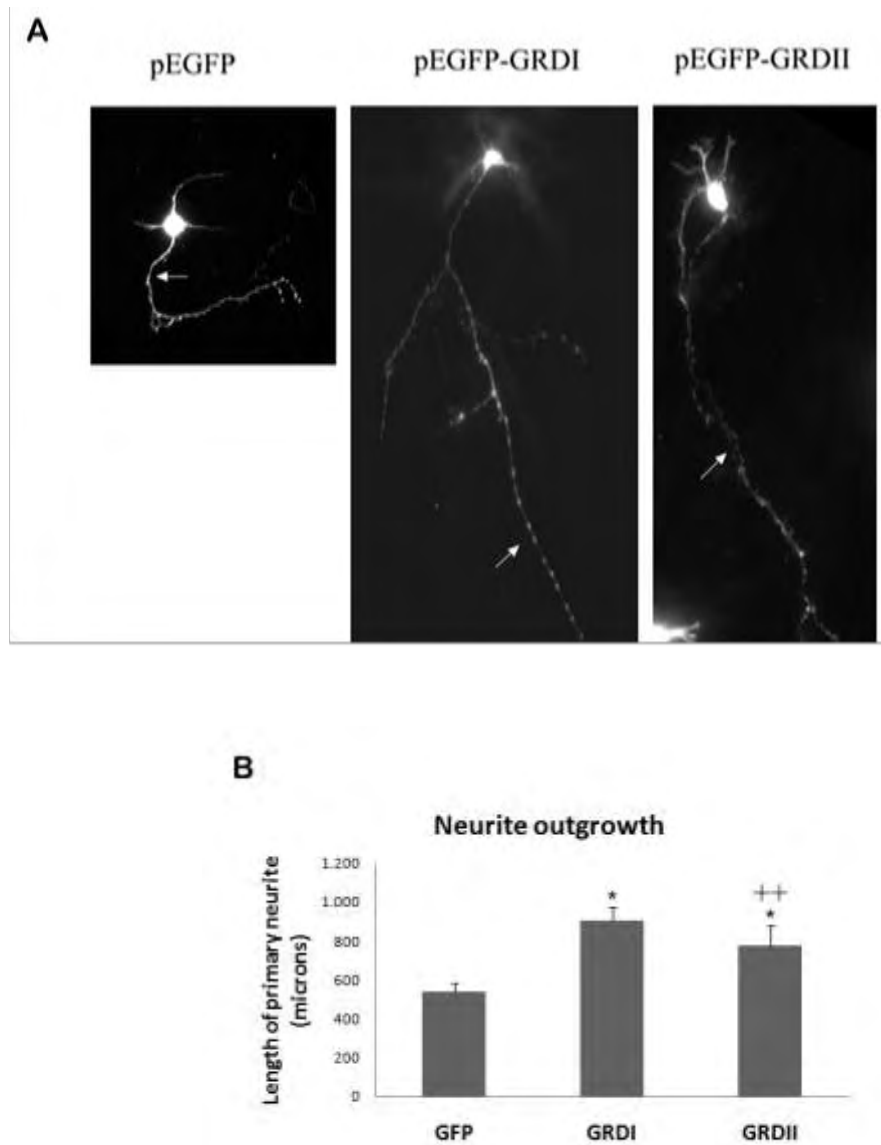 A
pEGFP
pEGFP-GRDI
pEGFP-GRDII
B
Neurite outgrowth
Length of primary neurite
(microns)
1.200
1.000
800
600
400
200
0
*
++
*
GFP
GRDI
GRDII